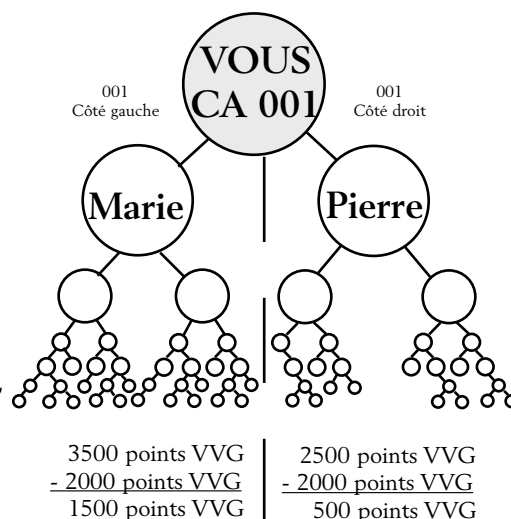 VOUS
CA 001
001
Côté gauche
001
Côté droit
Marie
Pierre
3500 points VVG
- 2000 points VVG
1500 points VVG
2500 points VVG
- 2000 points VVG
500 points VVG